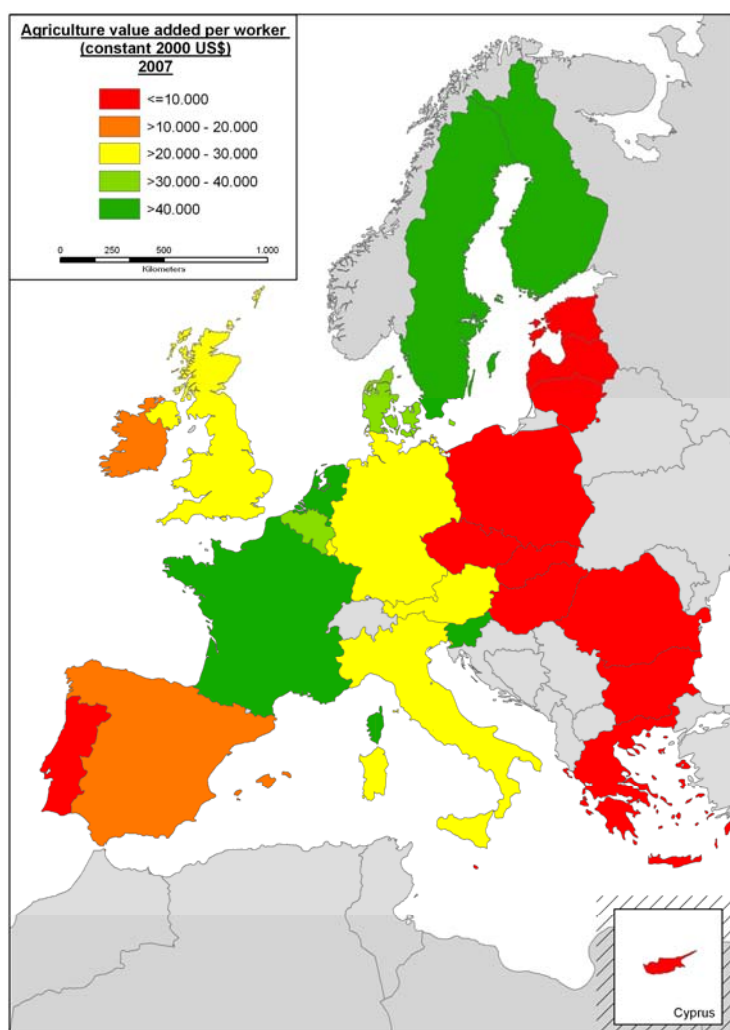 Agriculture value added per worker
(constant 2000 US$)
2007
<=10.000
>10.000 - 20.000
>20.000 - 30.000
>30.000 - 40.000
>40.000
0 250 500 1.000
Kilometers
Cyprus